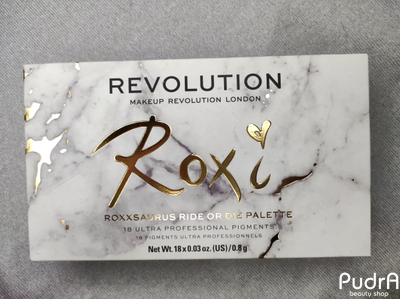 REVOLUTION
MAKEUP REVOLUTION LONDON
Roxi
ROXXSAURUS RIDE OR DIE PALETTE
18 ULTRA PROFESSIONAL PIGMENTS
18 PIGMENTS ULTRA PROFESSIONNELS
Net Wt. 18 x 0.03 oz. (US) / 0.8 g
PudrA
beauty shop